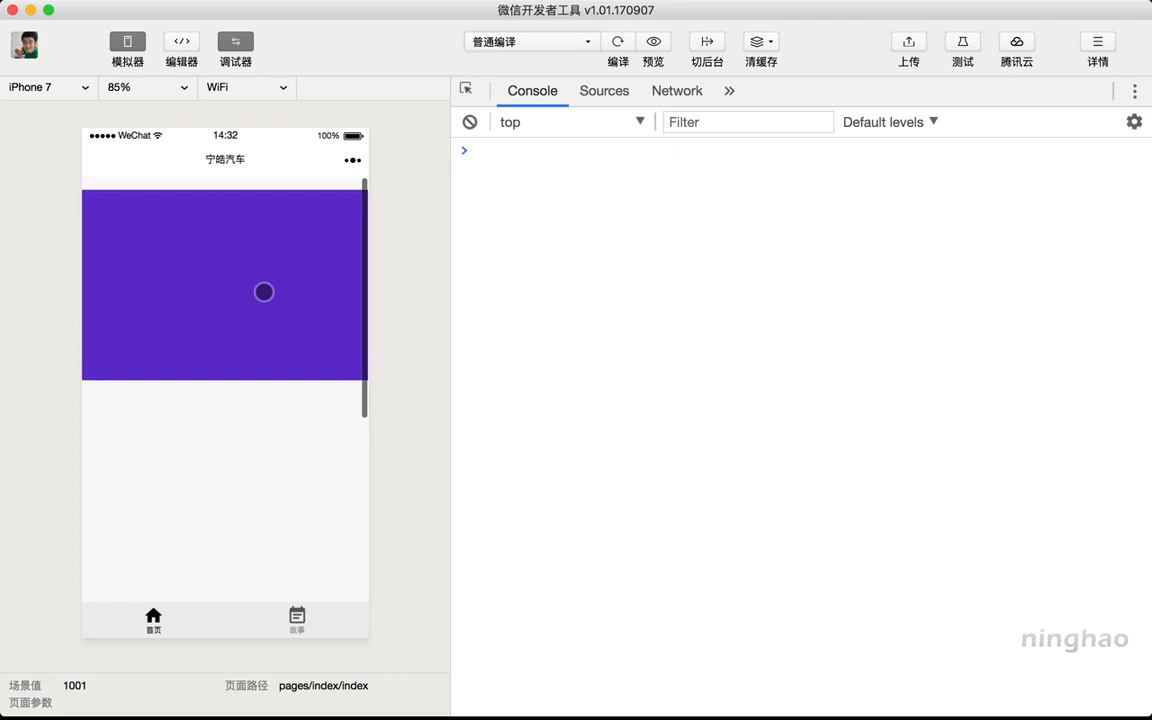 微信开发者工具 v1.01.170907
模拟器 编辑器 调试器
普通编译
编译 预览 切后台 清缓存
上传 测试 腾讯云 详情
iPhone 7 85% WiFi
Console Sources Network »
top Filter Default levels
WeChat 14:32 100%
宁皓汽车
首页 故事
ninghao
场景值 1001 页面路径 pages/index/index
页面参数